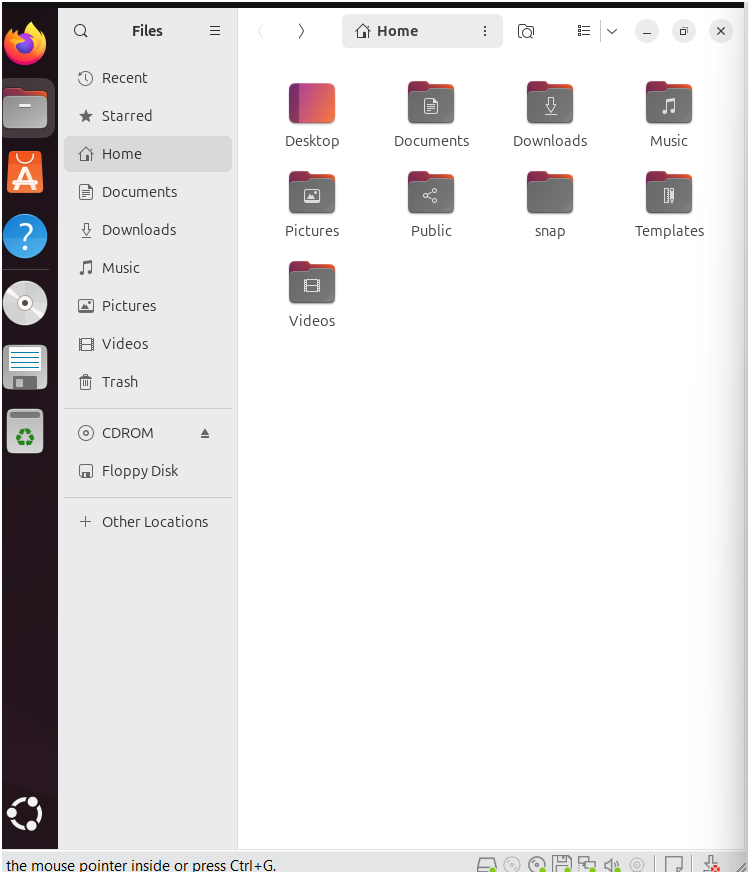 Files
Home
Recent
Starred
Home
Documents
Downloads
Music
Pictures
Videos
Trash
CDROM
Floppy Disk
Other Locations
Desktop
Documents
Downloads
Music
Pictures
Public
snap
Templates
Videos
the mouse pointer inside or press Ctrl+G.